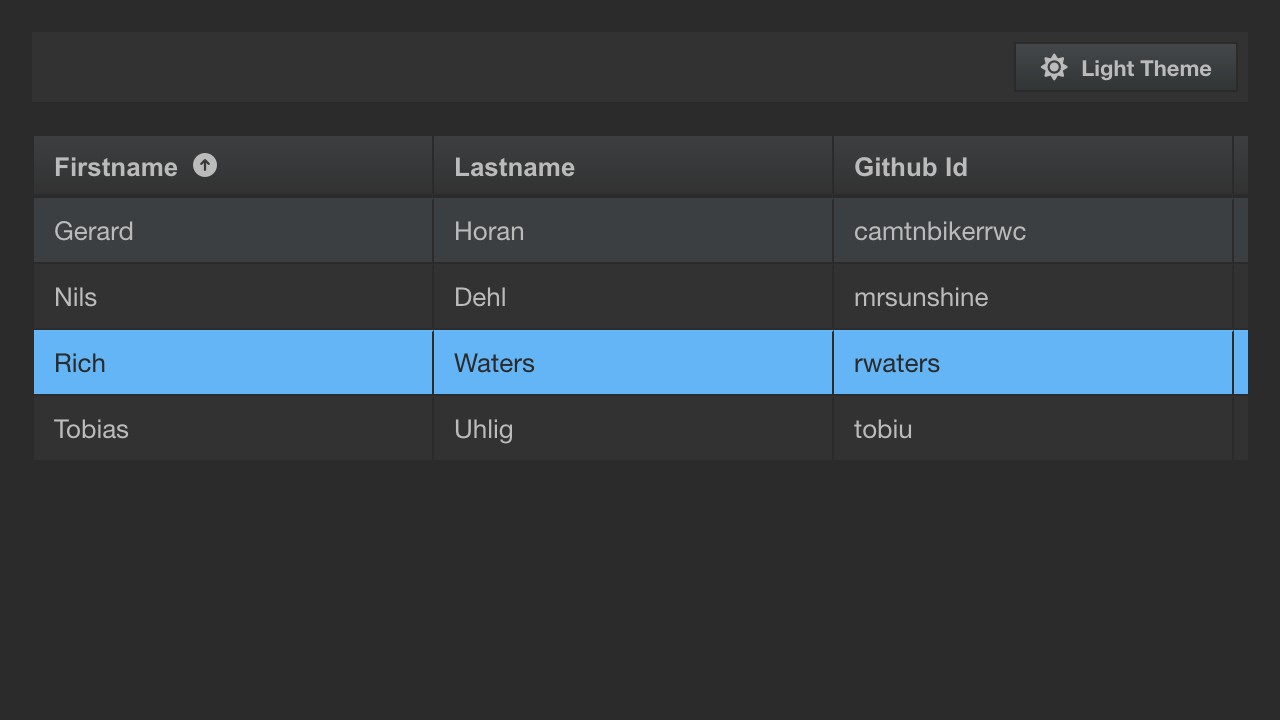 Light Theme
Firstname Lastname Github Id
Gerard Horan camtnbikerrwc
Nils Dehl mrsunshine
Rich Waters rwaters
Tobias Uhlig tobiu